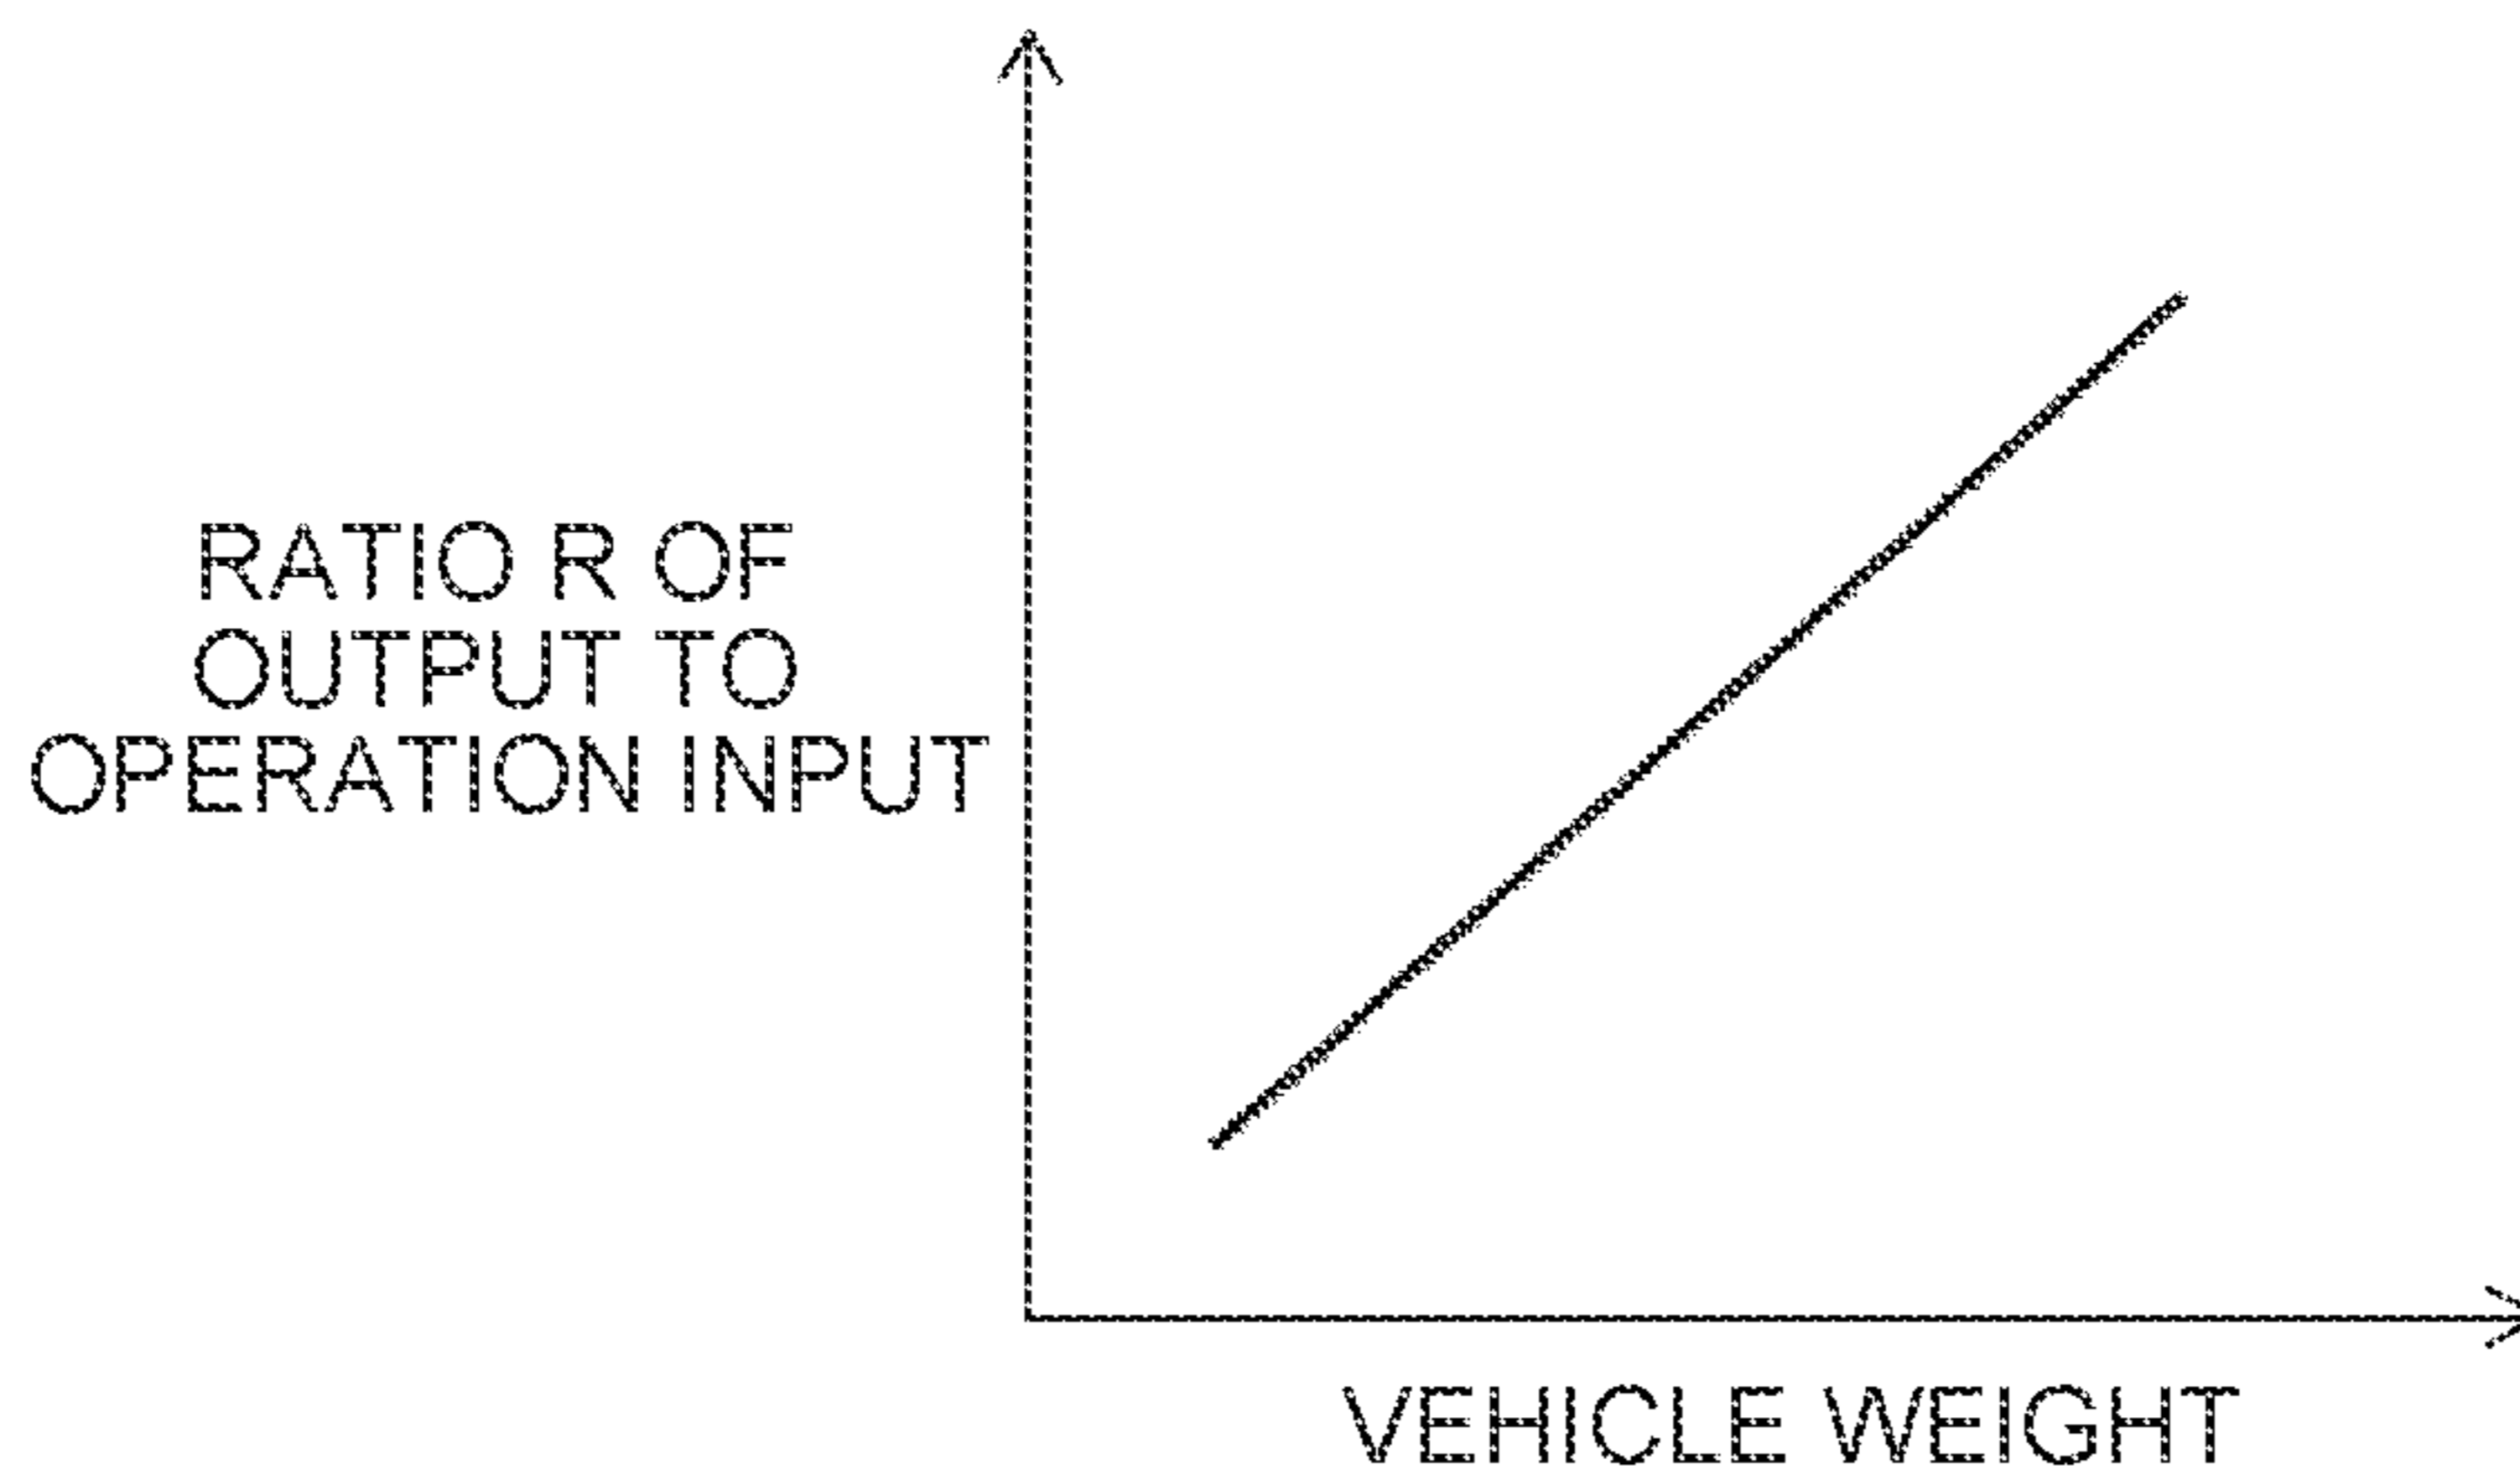 RATIO R OF
OUTPUT TO
OPERATION INPUT
VEHICLE WEIGHT